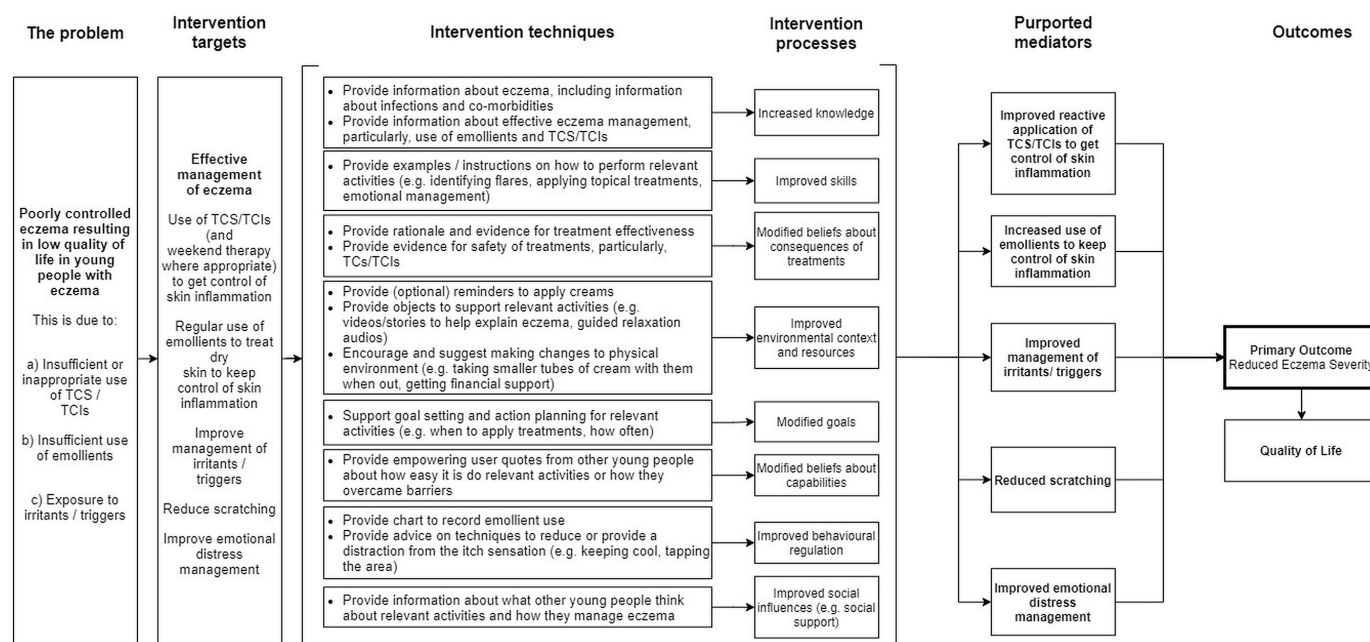 The problem
Intervention
targets
Intervention techniques
Intervention
processes
Purported
mediators
Outcomes
Poorly controlled
eczema resulting
in low quality of
life in young
people with
eczema
This is due to:
a) Insufficient or
inappropriate use
of TCS /
TCIs
b) Insufficient use
of emollients
c) Exposure to
irritants / triggers
Effective
management
of eczema
Use of TCS/TCIs
(and
weekend therapy
where appropriate)
to get control of
skin inflammation
Regular use of
emollients to treat
dry
skin to keep
control of skin
inflammation
Improve
management of
irritants /
triggers
Reduce scratching
Improve emotional
distress
management
• Provide information about eczema, including information
about infections and co-morbidities
• Provide information about effective eczema management,
particularly, use of emollients and TCS/TCIs
Increased knowledge
• Provide examples / instructions on how to perform relevant
activities (e.g. identifying flares, applying topical treatments,
emotional management)
Improved skills
• Provide rationale and evidence for treatment effectiveness
• Provide evidence for safety of treatments, particularly,
TCs/TCIs
Modified beliefs about
consequences of
treatments
• Provide (optional) reminders to apply creams
• Provide objects to support relevant activities (e.g.
videos/stories to help explain eczema, guided relaxation
audios)
• Encourage and suggest making changes to physical
environment (e.g. taking smaller tubes of cream with them
when out, getting financial support)
Improved
environmental context
and resources
• Support goal setting and action planning for relevant
activities (e.g. when to apply treatments, how often)
Modified goals
• Provide empowering user quotes from other young people
about how easy it is do relevant activities or how they
overcame barriers
Modified beliefs about
capabilities
• Provide chart to record emollient use
• Provide advice on techniques to reduce or provide a
distraction from the itch sensation (e.g. keeping cool, tapping
the area)
Improved behavioural
regulation
• Provide information about what other young people think
about relevant activities and how they manage eczema
Improved social
influences (e.g. social
support)
Improved reactive
application of
TCS/TCIs to get
control of skin
inflammation
Increased use of
emollients to keep
control of skin
inflammation
Improved
management of
irritants/ triggers
Reduced scratching
Improved emotional
distress
management
Primary Outcome
Reduced Eczema Severity
Quality of Life